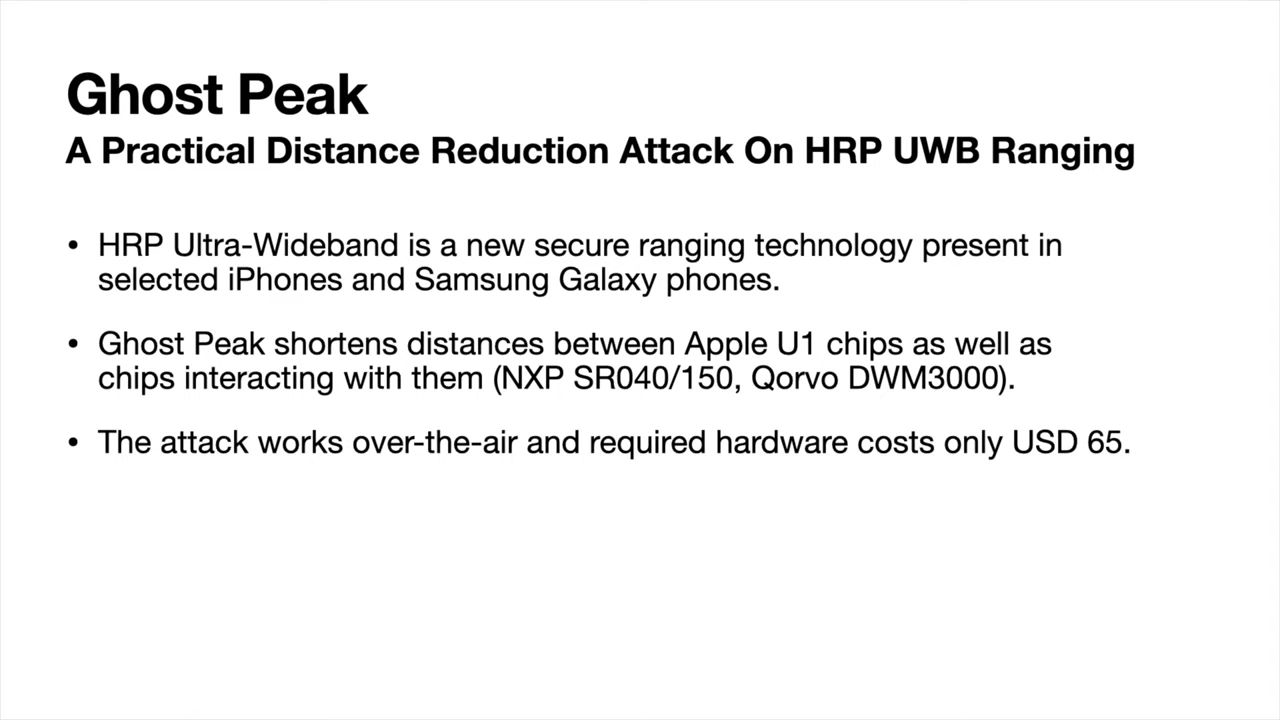 Ghost Peak
A Practical Distance Reduction Attack On HRP UWB Ranging
• HRP Ultra-Wideband is a new secure ranging technology present in
selected iPhones and Samsung Galaxy phones.
• Ghost Peak shortens distances between Apple U1 chips as well as
chips interacting with them (NXP SR040/150, Qorvo DWM3000).
• The attack works over-the-air and required hardware costs only USD 65.